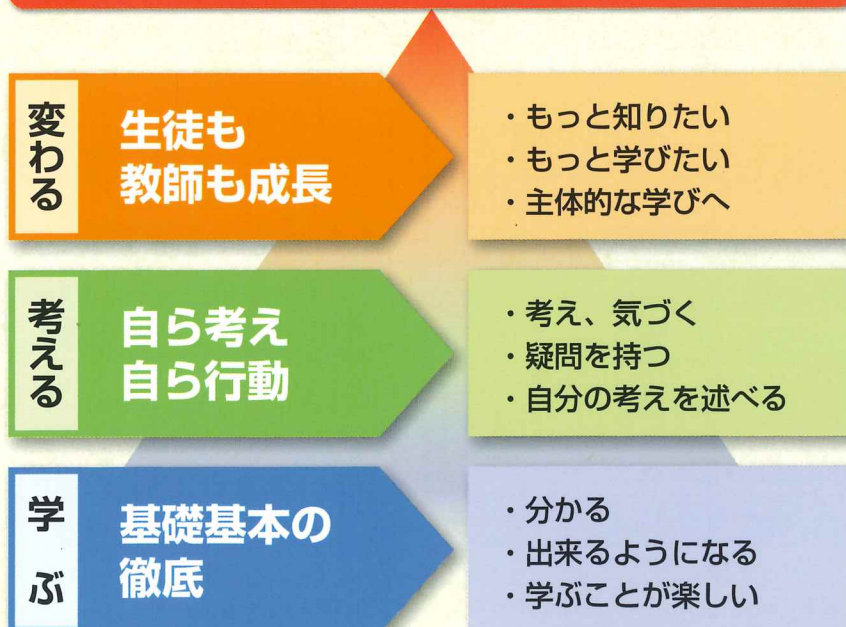 変わる
生徒も
教師も成長
・もっと知りたい
・もっと学びたい
・主体的な学びへ
考える
自ら考え
自ら行動
・考え、気づく
・疑問を持つ
・自分の考えを述べる
学ぶ
基礎基本の
徹底
・分かる
・出来るようになる
・学ぶことが楽しい